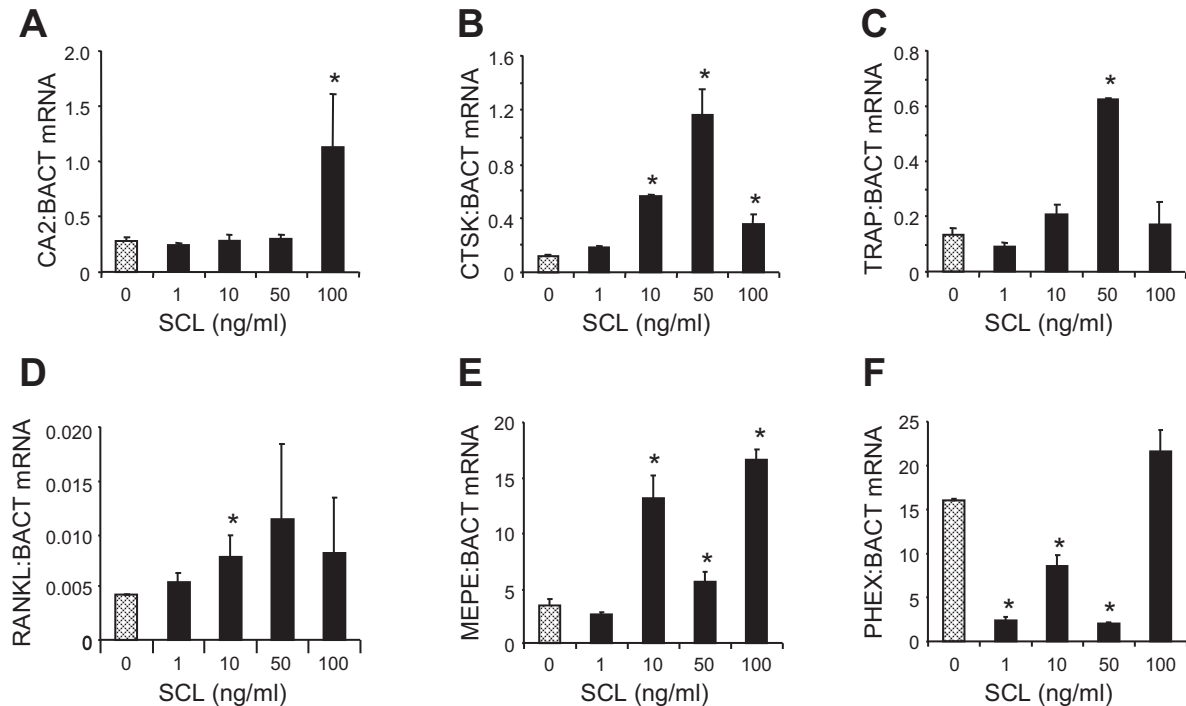 A
CA2:BACT mRNA
2.0
1.5
1.0
0.5
0
*
0 1 10 50 100
SCL (ng/ml)
B
CTSK:BACT mRNA
1.6
1.2
0.8
0.4
0
* * *
0 1 10 50 100
SCL (ng/ml)
C
TRAP:BACT mRNA
0.8
0.6
0.4
0.2
0
*
0 1 10 50 100
SCL (ng/ml)
D
RANKL:BACT mRNA
0.020
0.015
0.010
0.005
0
*
0 1 10 50 100
SCL (ng/ml)
E
MEPE:BACT mRNA
20
15
10
5
0
* * *
0 1 10 50 100
SCL (ng/ml)
F
PHEX:BACT mRNA
25
20
15
10
5
0
* * *
0 1 10 50 100
SCL (ng/ml)